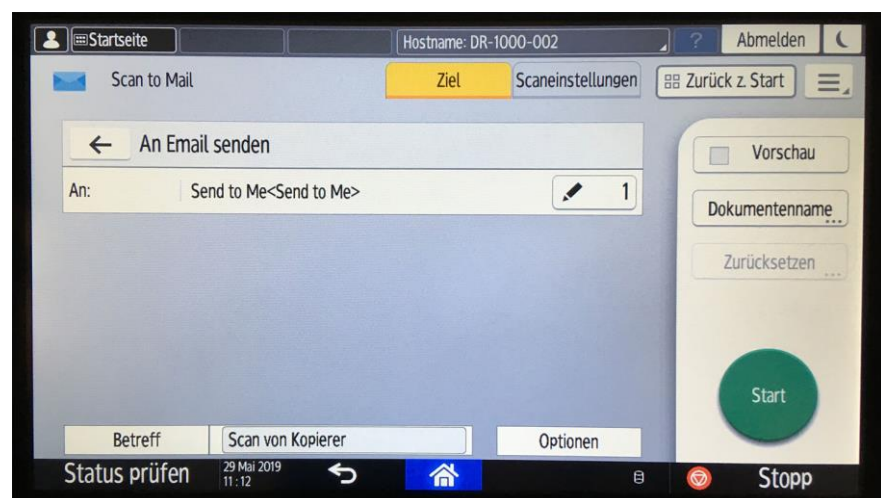 Startseite Hostname: DR-1000-002 ? Abmelden
Scan to Mail Ziel Scaneinstellungen Zurück z. Start
An Email senden Vorschau
An: Send to Me<Send to Me> 1
Dokumentenname...
Zurücksetzen ...
Start
Betreff Scan von Kopierer Optionen
Status prüfen 29 Mai 2019 11:12 Stopp